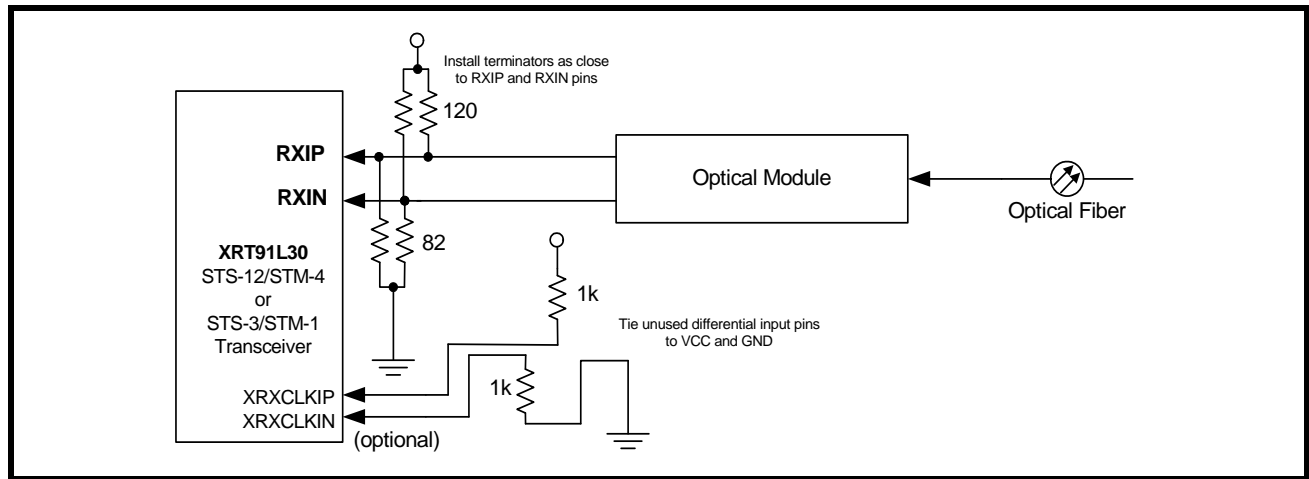 Install terminators as close
to RXIP and RXIN pins
120
RXIP
Optical Module
RXIN
Optical Fiber
82
XRT91L30
STS-12/STM-4
or
STS-3/STM-1
Transceiver
1k
Tie unused differential input pins
to VCC and GND
1k
XRXCLKIP
XRXCLKIN
(optional)